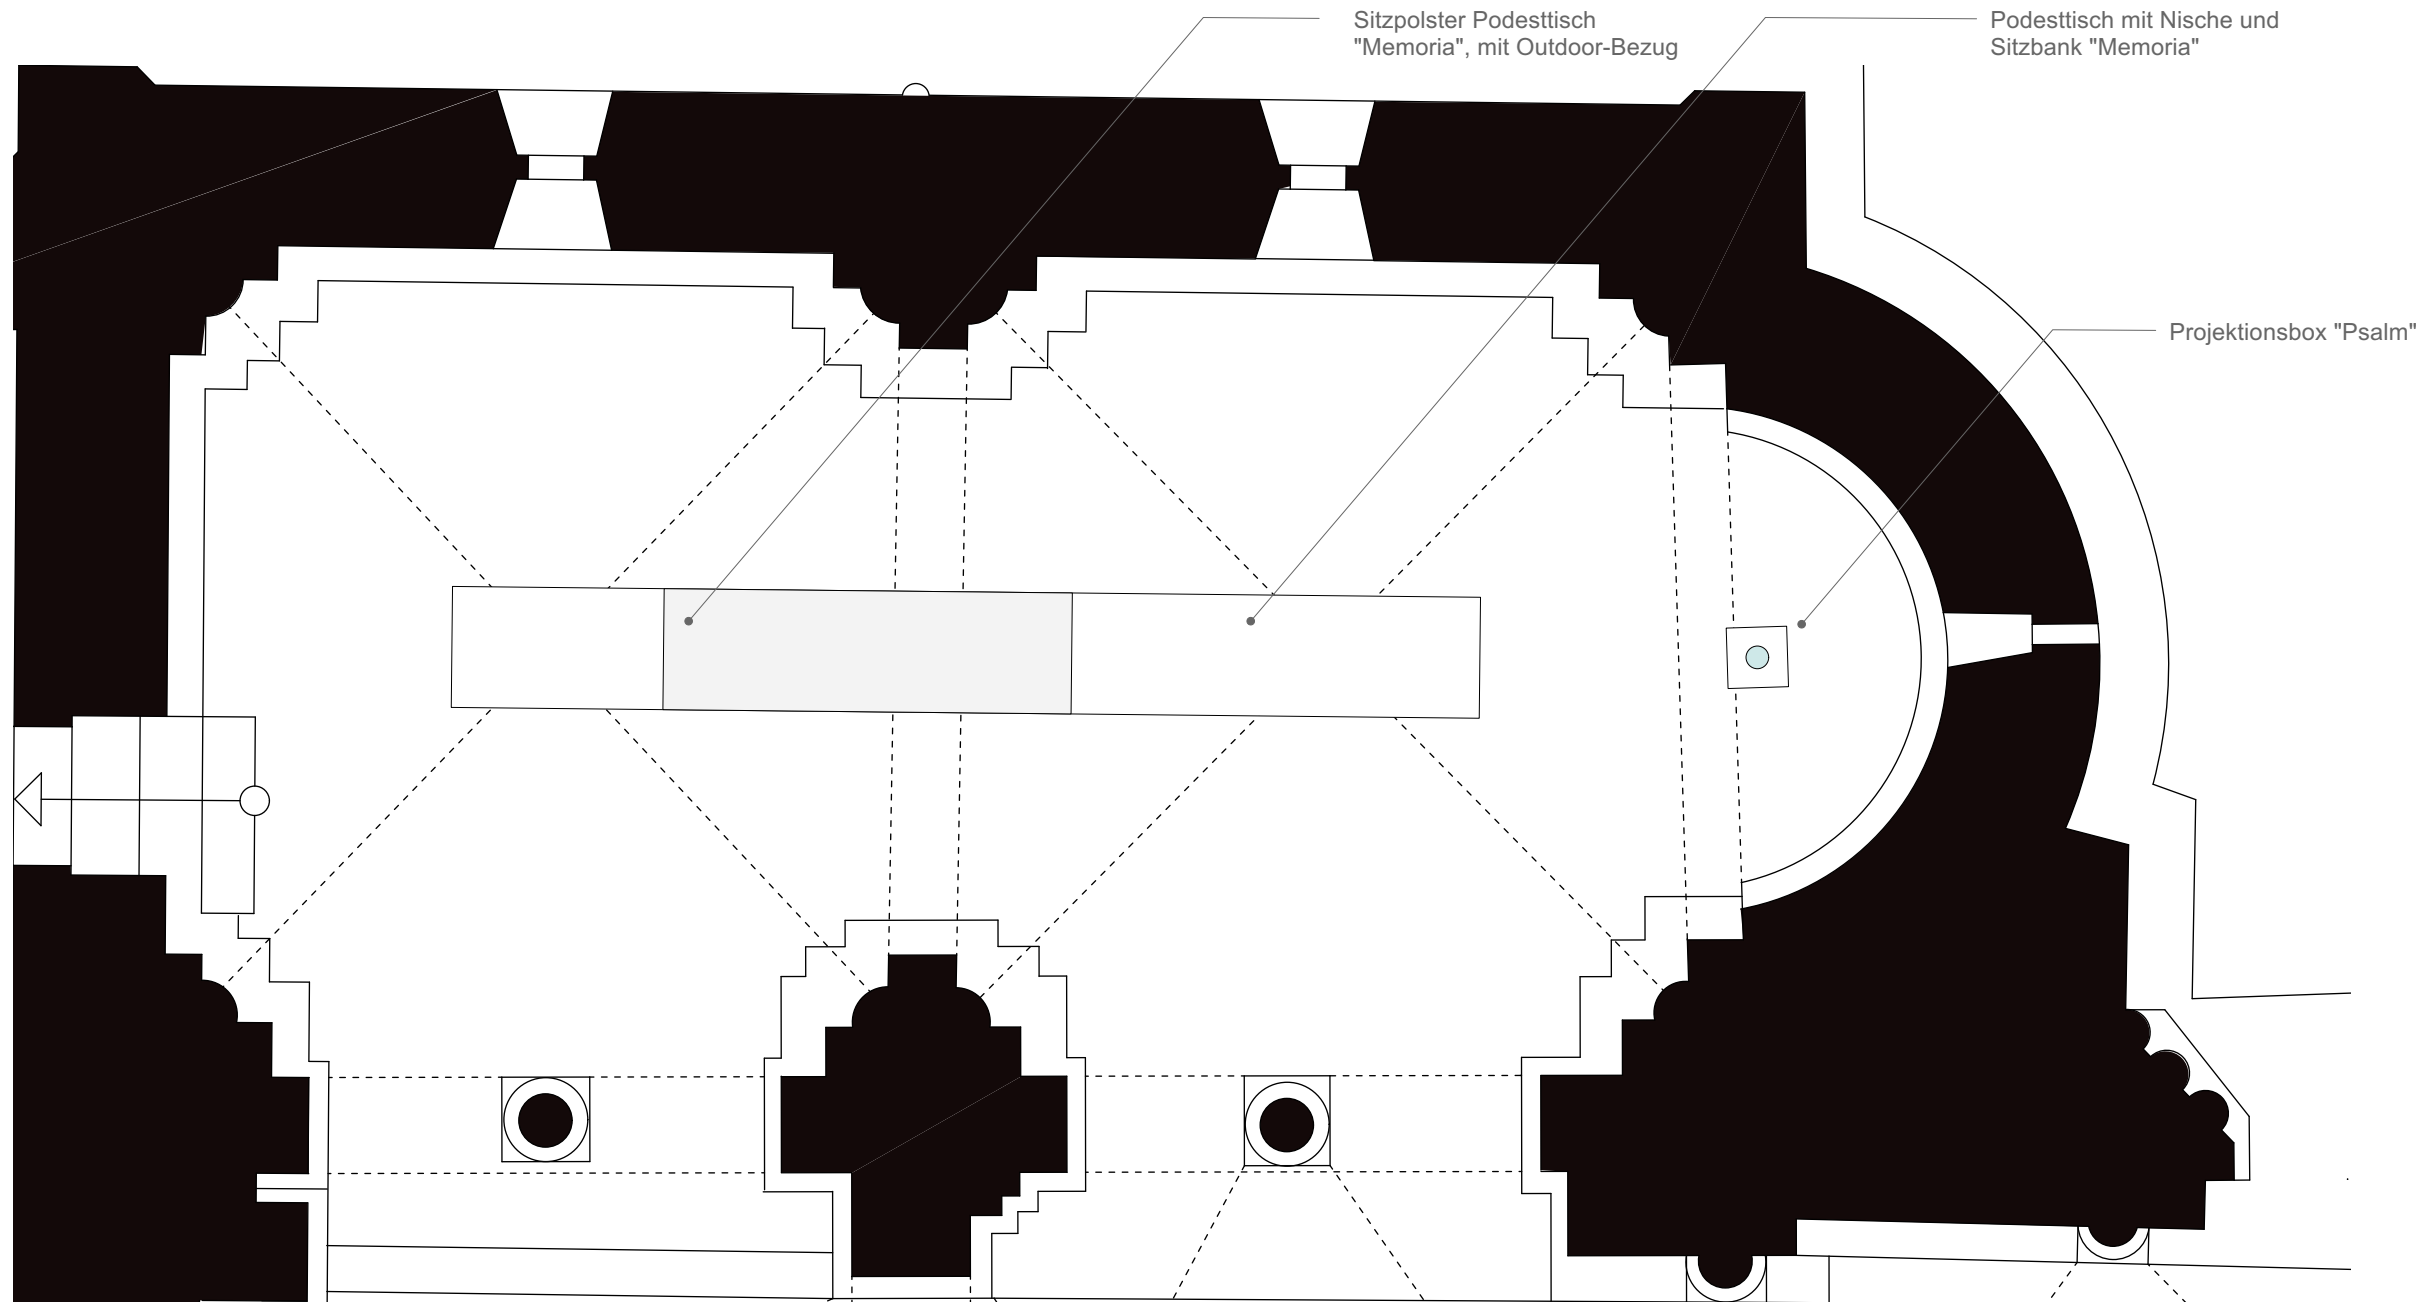 Sitzpolster Podesttisch
"Memoria", mit Outdoor-Bezug
Podesttisch mit Nische und
Sitzbank "Memoria"
Projektionsbox "Psalm"